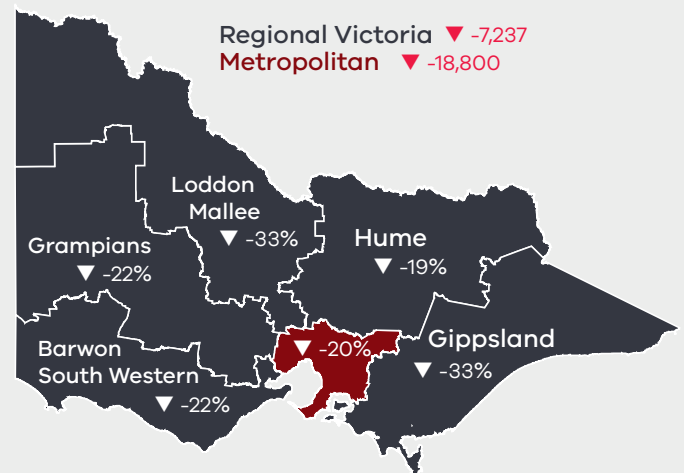 Regional Victoria ▼ -7,237
Metropolitan ▼ -18,800
Loddon
Mallee
▼ -33%
Hume
▼ -19%
Grampians
▼ -22%
▼ -20%
Gippsland
▼ -33%
Barwon
South Western
▼ -22%